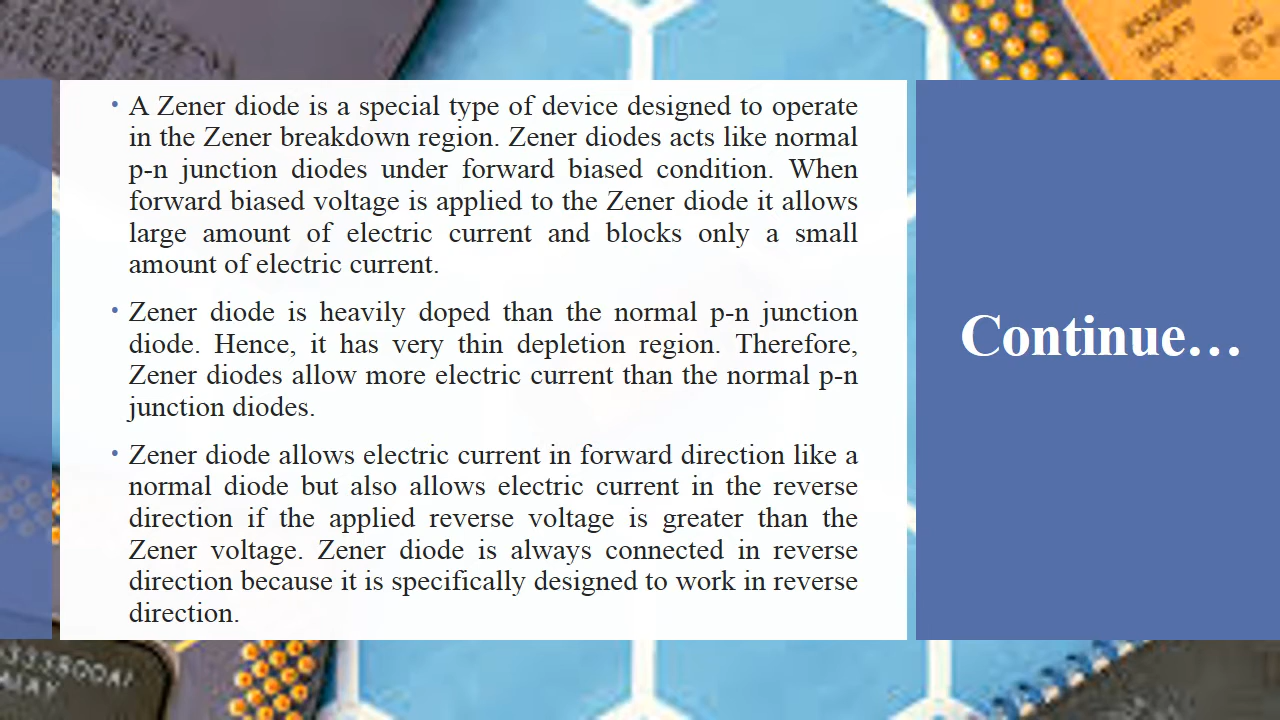 A Zener diode is a special type of device designed to operate
in the Zener breakdown region. Zener diodes acts like normal
p-n junction diodes under forward biased condition. When
forward biased voltage is applied to the Zener diode it allows
large amount of electric current and blocks only a small
amount of electric current.
Zener diode is heavily doped than the normal p-n junction
diode. Hence, it has very thin depletion region. Therefore,
Zener diodes allow more electric current than the normal p-n
junction diodes.
Zener diode allows electric current in forward direction like a
normal diode but also allows electric current in the reverse
direction if the applied reverse voltage is greater than the
Zener voltage. Zener diode is always connected in reverse
direction because it is specifically designed to work in reverse
direction.
Continue…